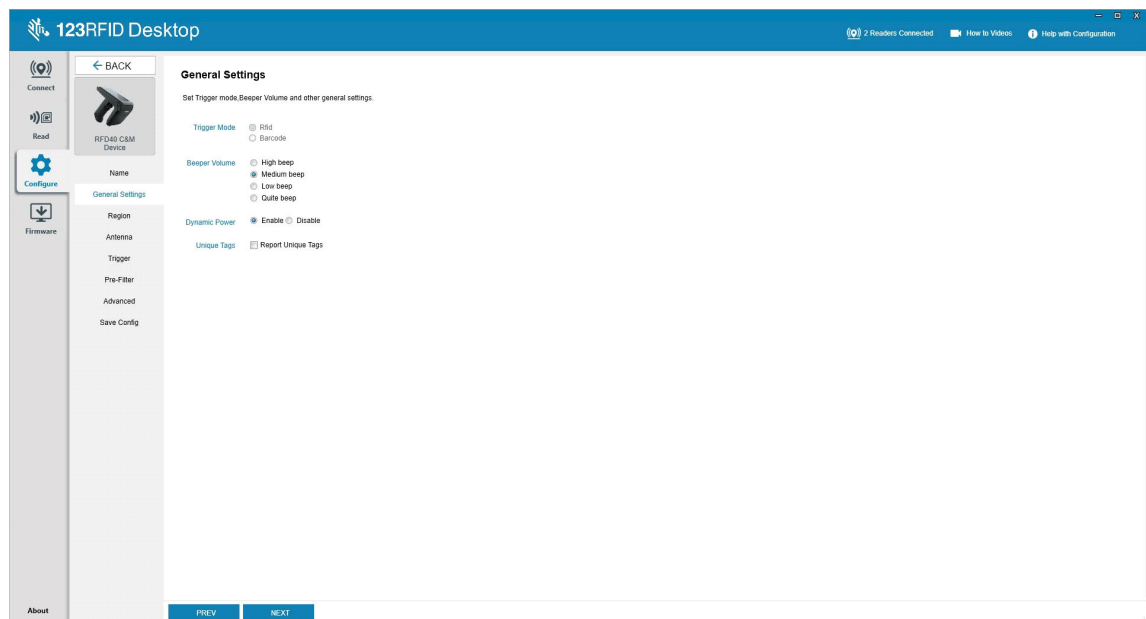 123RFID Desktop
2 Readers Connected
How to Videos
Help with Configuration
Connect
Read
Configure
Firmware
About
BACK
RFD40 C&M
Device
Name
General Settings
Region
Antenna
Trigger
Pre-Filter
Advanced
Save Config
General Settings
Set Trigger mode,Beeper Volume and other general settings.
Trigger Mode Rfid
Barcode
Beeper Volume High beep
Medium beep
Low beep
Quite beep
Dynamic Power Enable Disable
Unique Tags Report Unique Tags
PREV NEXT